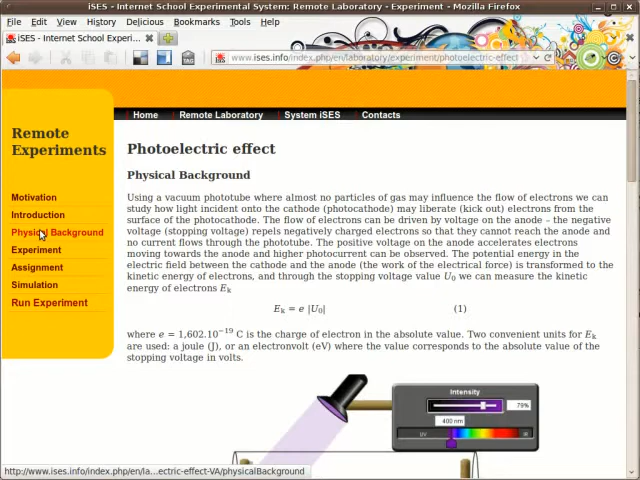 iSES - Internet School Experimental System: Remote Laboratory - Experiment - Mozilla Firefox
File Edit View History Delicious Bookmarks Tools Help
iSES - Internet School Experi...
www.ises.info/index.php/en/laboratory/experiment/photoelectric-effect
TAG
Home Remote Laboratory System iSES Contacts
Remote
Experiments
Motivation
Introduction
Physical Background
Experiment
Assignment
Simulation
Run Experiment
Photoelectric effect
Physical Background
Using a vacuum phototube where almost no particles of gas may influence the flow of electrons we can
study how light incident onto the cathode (photocathode) may liberate (kick out) electrons from the
surface of the photocathode. The flow of electrons can be driven by voltage on the anode – the negative
voltage (stopping voltage) repels negatively charged electrons so that they cannot reach the anode and
no current flows through the phototube. The positive voltage on the anode accelerates electrons
moving towards the anode and higher photocurrent can be observed. The potential energy in the
electric field between the cathode and the anode (the work of the electrical force) is transformed to the
kinetic energy of electrons, and through the stopping voltage value U₀ we can measure the kinetic
energy of electrons Eₖ
Eₖ = e |U₀| (1)
where e = 1,602.10⁻¹⁹ C is the charge of electron in the absolute value. Two convenient units for Eₖ
are used: a joule (J), or an electronvolt (eV) where the value corresponds to the absolute value of the
stopping voltage in volts.
Intensity
79%
400 nm
UV IR
http://www.ises.info/index.php/en/la...ectric-effect-VA/physicalBackground